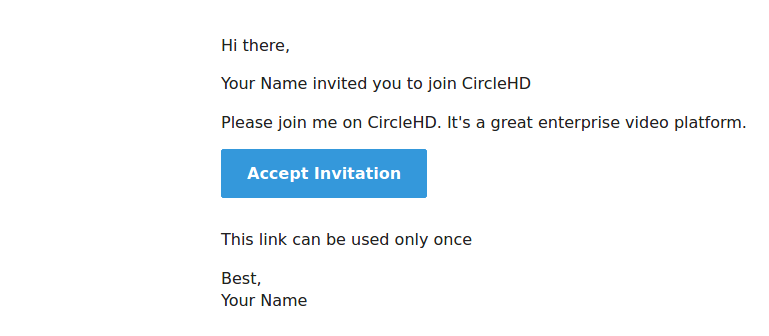 Hi there,
Your Name invited you to join CircleHD
Please join me on CircleHD. It's a great enterprise video platform.
Accept Invitation
This link can be used only once
Best,
Your Name